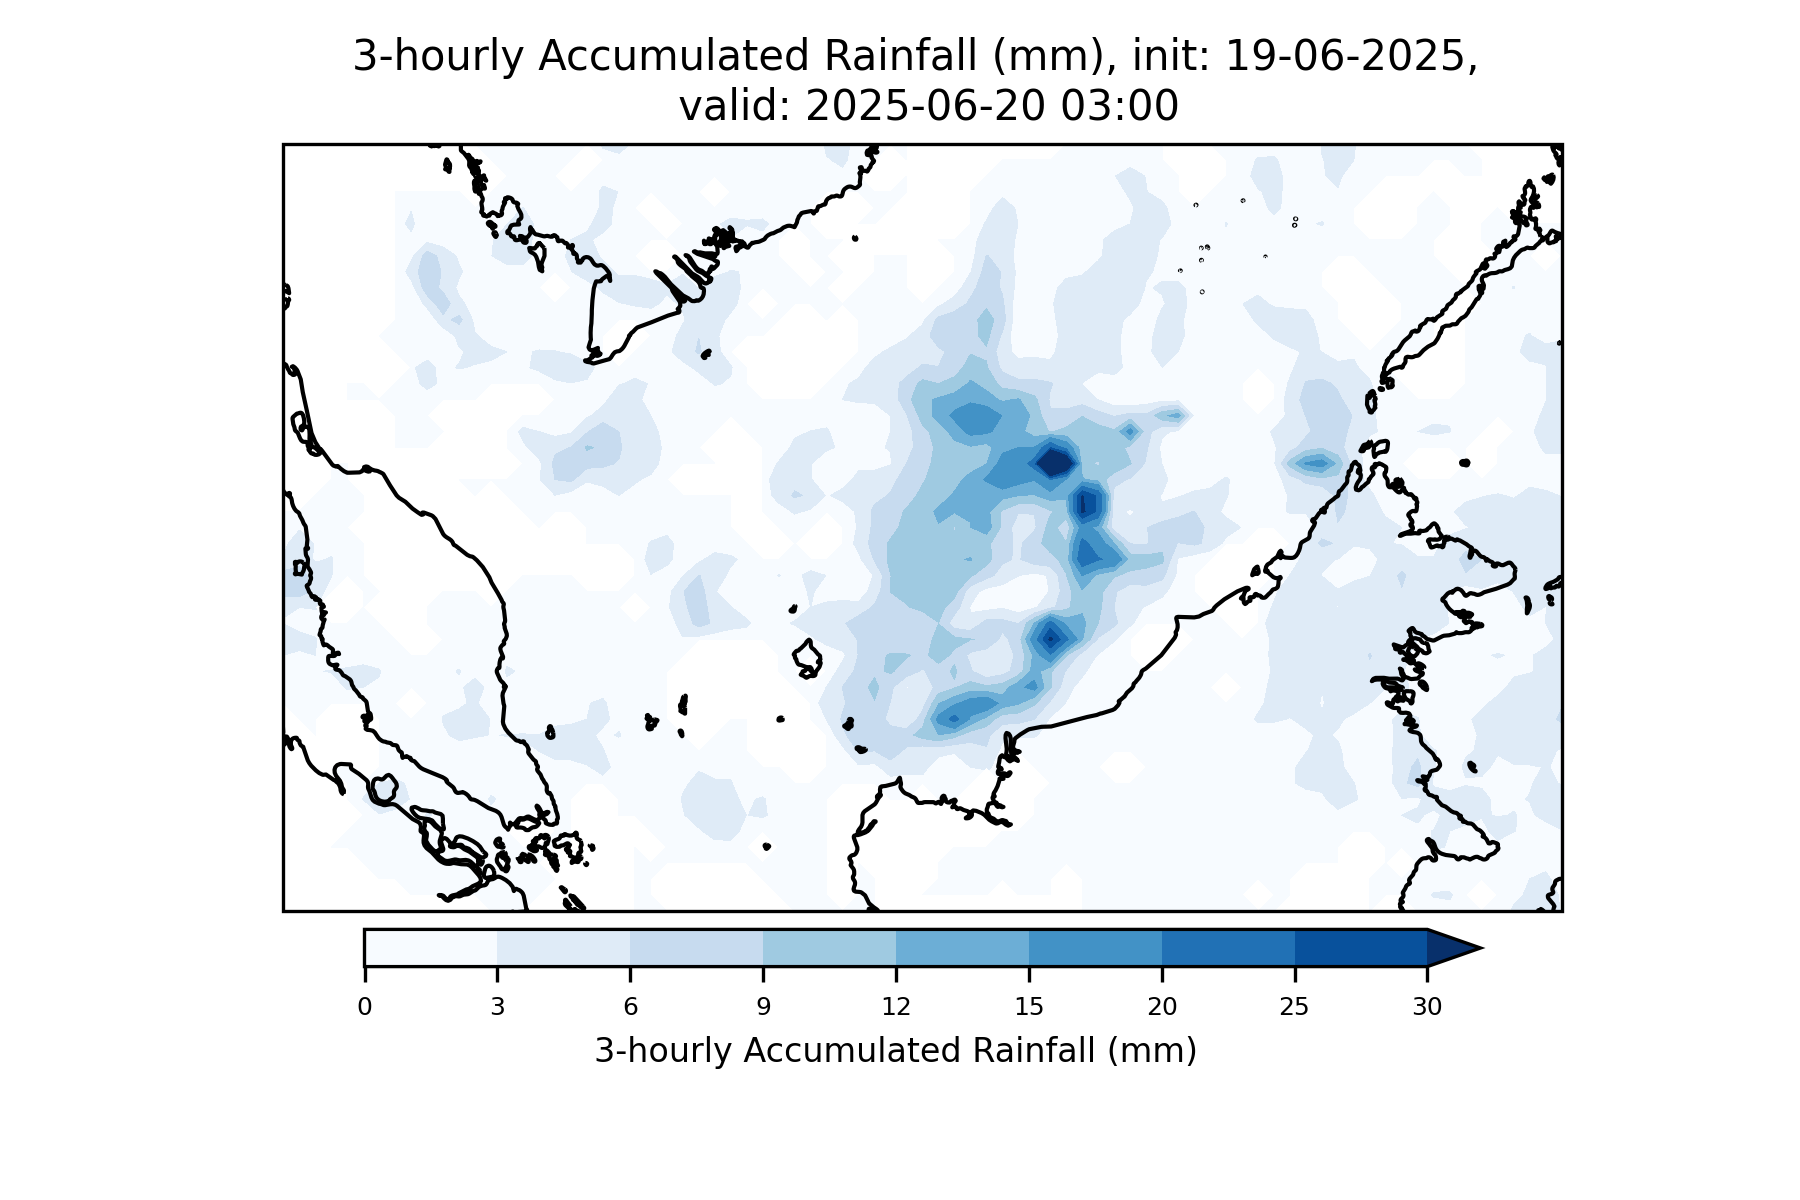 3-hourly Accumulated Rainfall (mm), init: 19-06-2025,
valid: 2025-06-20 03:00
0 3 6 9 12 15 20 25 30
3-hourly Accumulated Rainfall (mm)